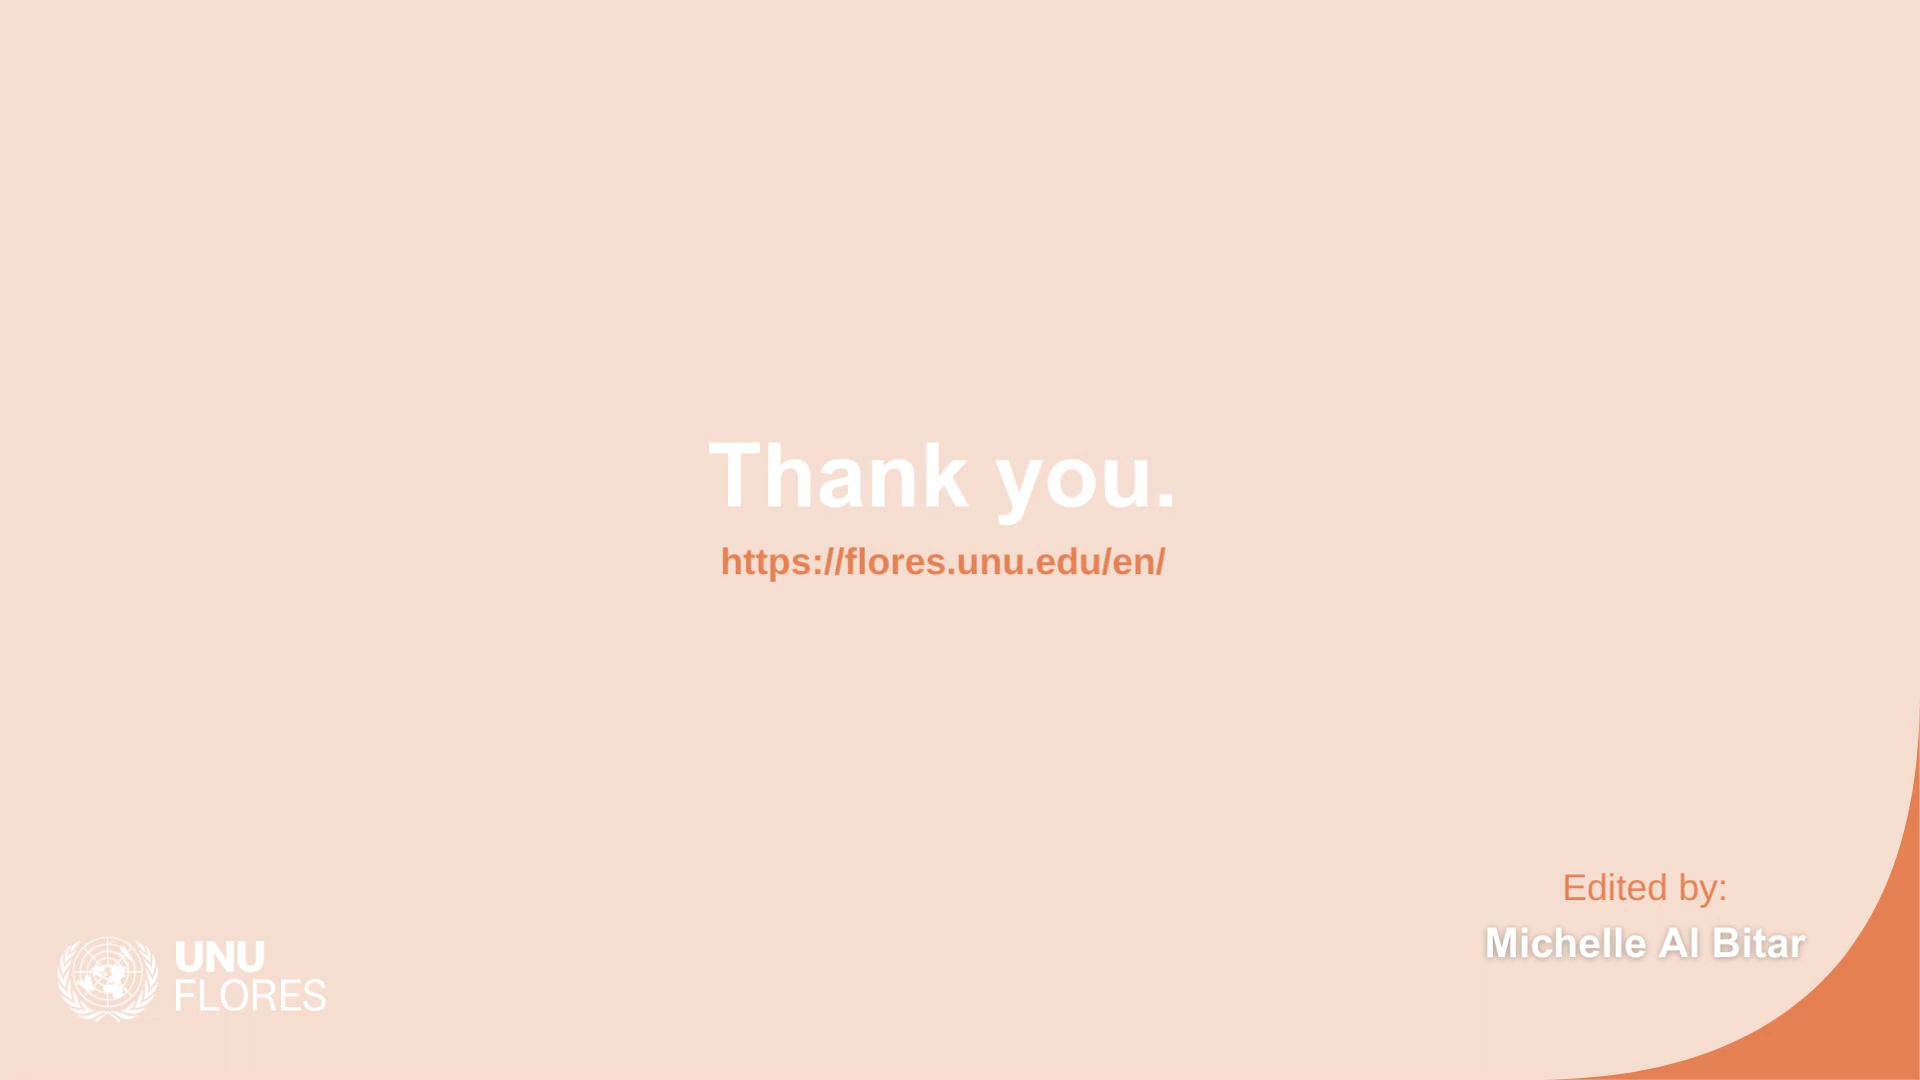 Thank you.
https://flores.unu.edu/en/
Edited by:
Michelle Al Bitar
UNU
FLORES